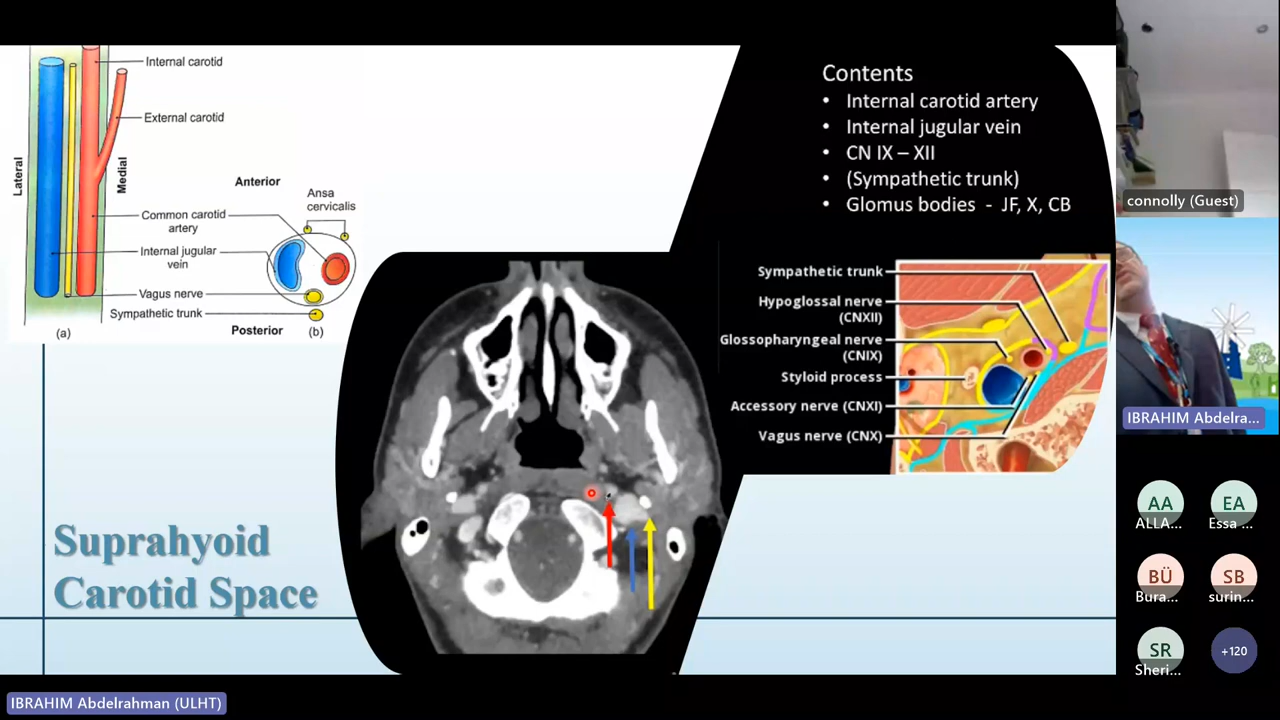 Internal carotid
External carotid
Lateral
Medial
Anterior
Ansa
cervicalis
Common carotid
artery
Internal jugular
vein
Vagus nerve
Sympathetic trunk
Posterior
(a)
(b)
Contents
• Internal carotid artery
• Internal jugular vein
• CN IX – XII
• (Sympathetic trunk)
• Glomus bodies - JF, X, CB
Sympathetic trunk
Hypoglossal nerve
(CNXII)
Glossopharyngeal nerve
(CNIX)
Styloid process
Accessory nerve (CNXI)
Vagus nerve (CNX)
Suprahyoid
Carotid Space
connolly (Guest)
IBRAHIM Abdelra...
AA
ALLA...
EA
Essa ...
BÜ
Bura...
SB
surin...
SR
Sheri...
+120
IBRAHIM Abdelrahman (ULHT)